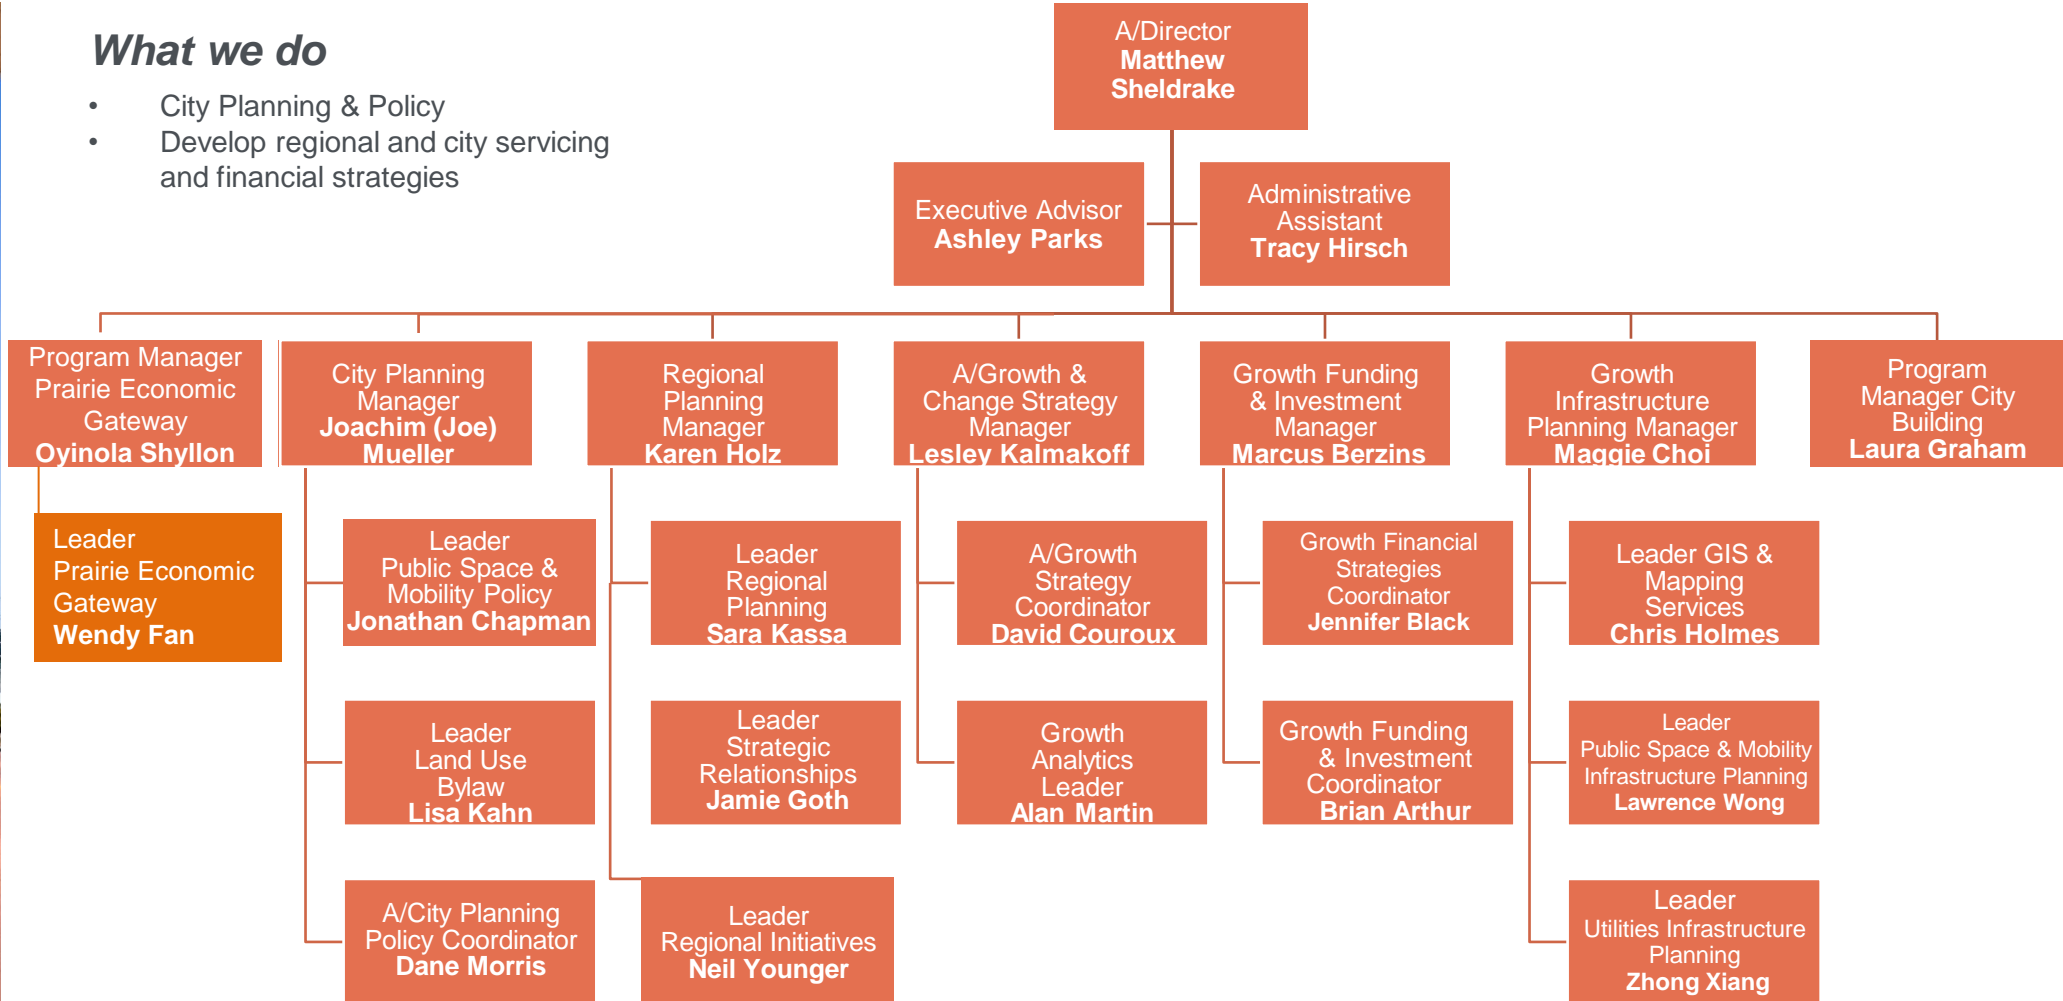 What we do
• City Planning & Policy
• Develop regional and city servicing
and financial strategies
A/Director
Matthew
Sheldrake
Executive Advisor
Ashley Parks
Administrative
Assistant
Tracy Hirsch
Program Manager
Prairie Economic
Gateway
Oyinola Shyllon
City Planning
Manager
Joachim (Joe)
Mueller
Regional
Planning
Manager
Karen Holz
A/Growth &
Change Strategy
Manager
Lesley Kalmakoff
Growth Funding
& Investment
Manager
Marcus Berzins
Growth
Infrastructure
Planning Manager
Maggie Choi
Program
Manager City
Building
Laura Graham
Leader
Prairie Economic
Gateway
Wendy Fan
Leader
Public Space &
Mobility Policy
Jonathan Chapman
Leader
Regional
Planning
Sara Kassa
A/Growth
Strategy
Coordinator
David Couroux
Growth Financial
Strategies
Coordinator
Jennifer Black
Leader GIS &
Mapping
Services
Chris Holmes
Leader
Land Use
Bylaw
Lisa Kahn
Leader
Strategic
Relationships
Jamie Goth
Growth
Analytics
Leader
Alan Martin
Growth Funding
& Investment
Coordinator
Brian Arthur
Leader
Public Space & Mobility
Infrastructure Planning
Lawrence Wong
A/City Planning
Policy Coordinator
Dane Morris
Leader
Regional Initiatives
Neil Younger
Leader
Utilities Infrastructure
Planning
Zhong Xiang